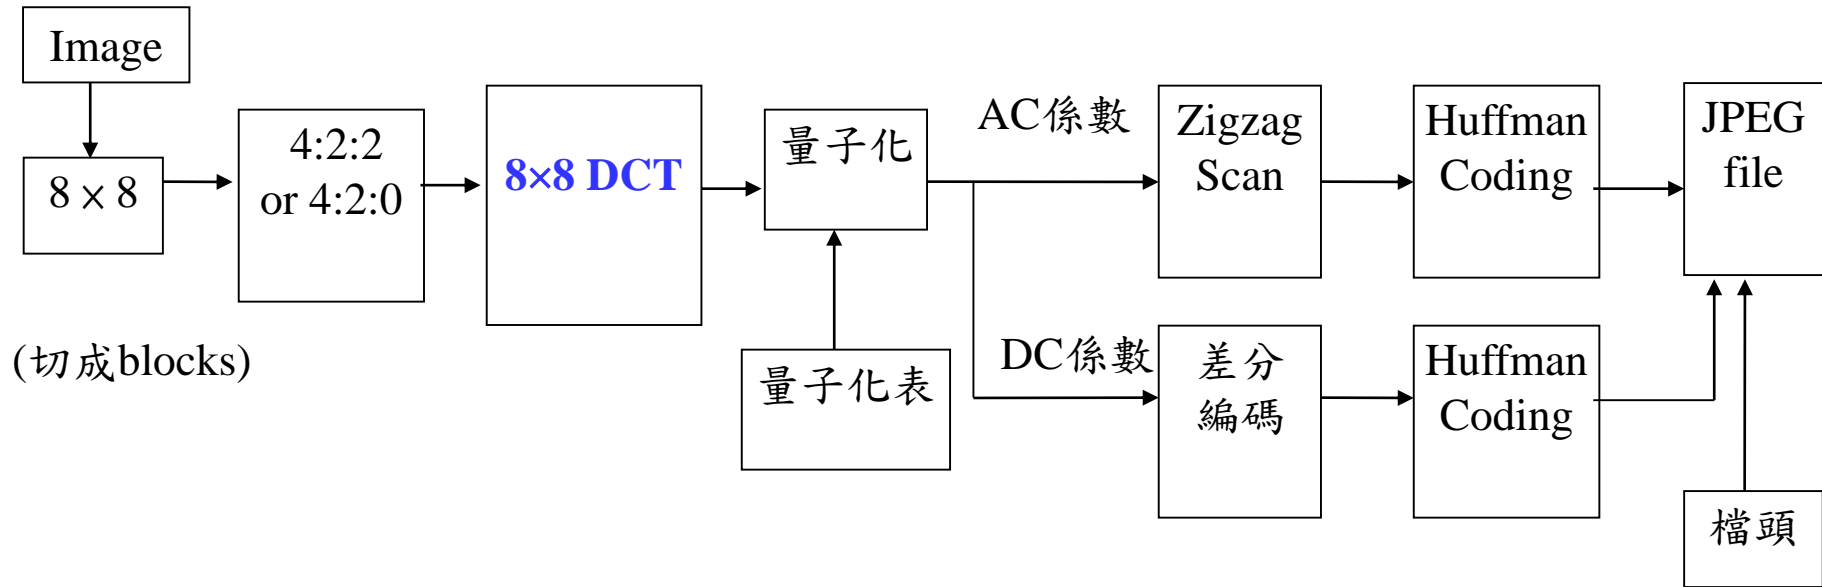 Image
8 × 8
(切成blocks)
4:2:2
or 4:2:0
8×8 DCT
量子化
量子化表
AC係數
Zigzag
Scan
Huffman
Coding
JPEG
file
DC係數
差分
編碼
Huffman
Coding
檔頭